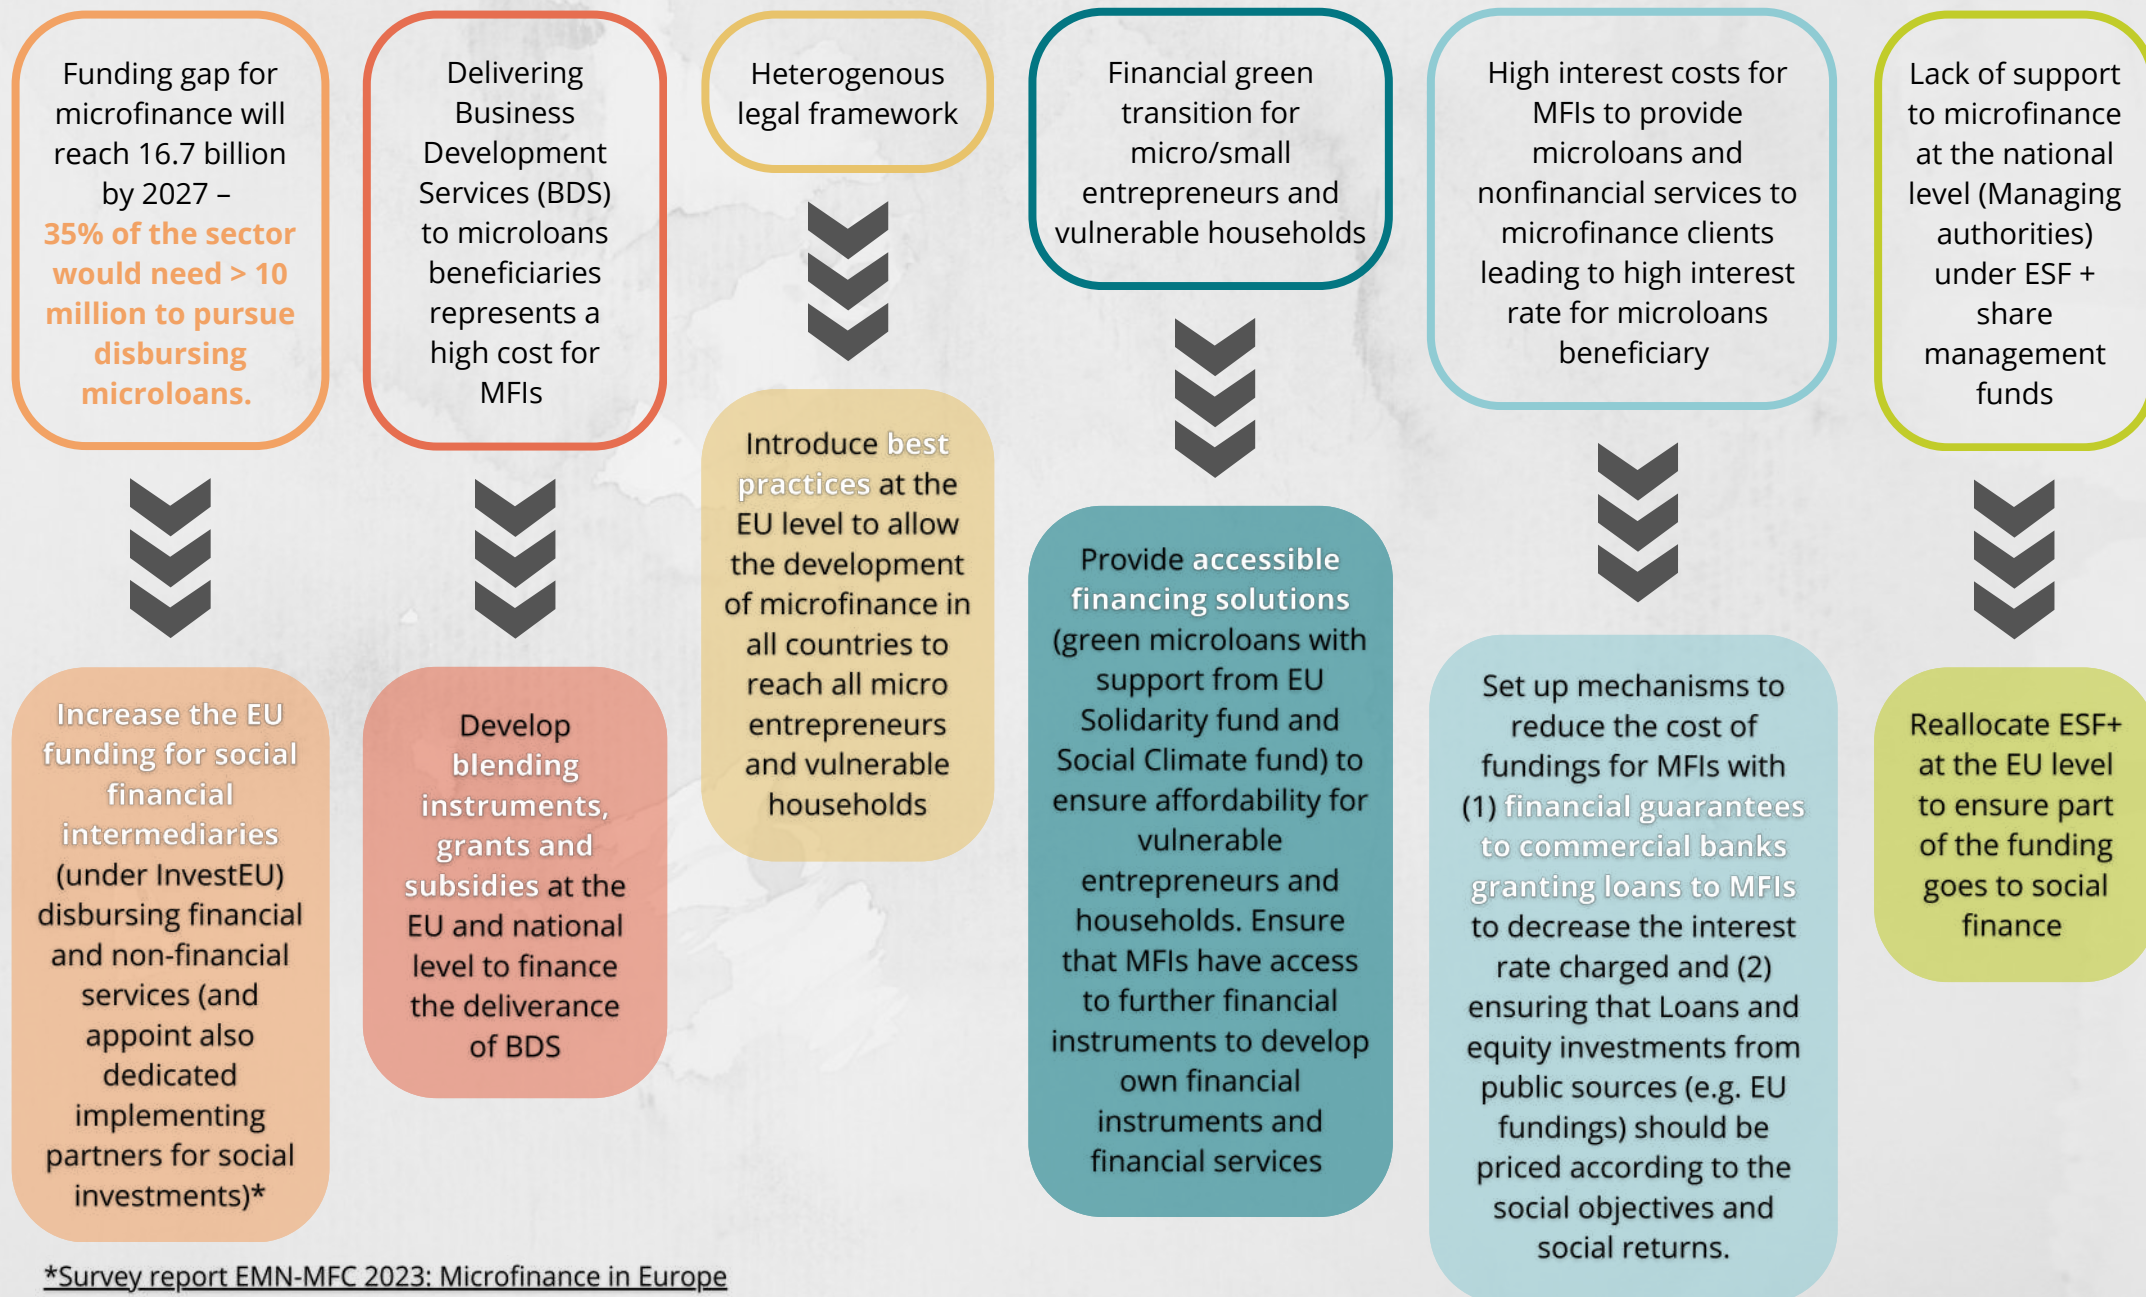 Funding gap for
microfinance will
reach 16.7 billion
by 2027 –
35% of the sector
would need > 10
million to pursue
disbursing
microloans.
Increase the EU
funding for social
financial
intermediaries
(under InvestEU)
disbursing financial
and non-financial
services (and
appoint also
dedicated
implementing
partners for social
investments)*
Delivering
Business
Development
Services (BDS)
to microloans
beneficiaries
represents a
high cost for
MFIs
Develop
blending
instruments,
grants and
subsidies at the
EU and national
level to finance
the deliverance
of BDS
Heterogenous
legal framework
Introduce best
practices at the
EU level to allow
the development
of microfinance in
all countries to
reach all micro
entrepreneurs
and vulnerable
households
Financial green
transition for
micro/small
entrepreneurs and
vulnerable households
Provide accessible
financing solutions
(green microloans with
support from EU
Solidarity fund and
Social Climate fund) to
ensure affordability for
vulnerable
entrepreneurs and
households. Ensure
that MFIs have access
to further financial
instruments to develop
own financial
instruments and
financial services
High interest costs for
MFIs to provide
microloans and
nonfinancial services to
microfinance clients
leading to high interest
rate for microloans
beneficiary
Set up mechanisms to
reduce the cost of
fundings for MFIs with
(1) financial guarantees
to commercial banks
granting loans to MFIs
to decrease the interest
rate charged and (2)
ensuring that Loans and
equity investments from
public sources (e.g. EU
fundings) should be
priced according to the
social objectives and
social returns.
Lack of support
to microfinance
at the national
level (Managing
authorities)
under ESF +
share
management
funds
Reallocate ESF+
at the EU level
to ensure part
of the funding
goes to social
finance
*Survey report EMN-MFC 2023: Microfinance in Europe